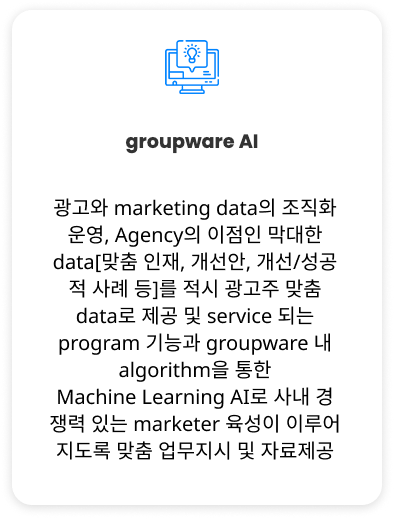 groupware AI
광고와 marketing data의 조직화
운영, Agency의 이점인 막대한
data[맞춤 인재, 개선안, 개선/성공
적 사례 등]를 적시 광고주 맞춤
data로 제공 및 service 되는
program 기능과 groupware 내
algorithm을 통한
Machine Learning AI로 사내 경
쟁력 있는 marketer 육성이 이루어
지도록 맞춤 업무지시 및 자료제공